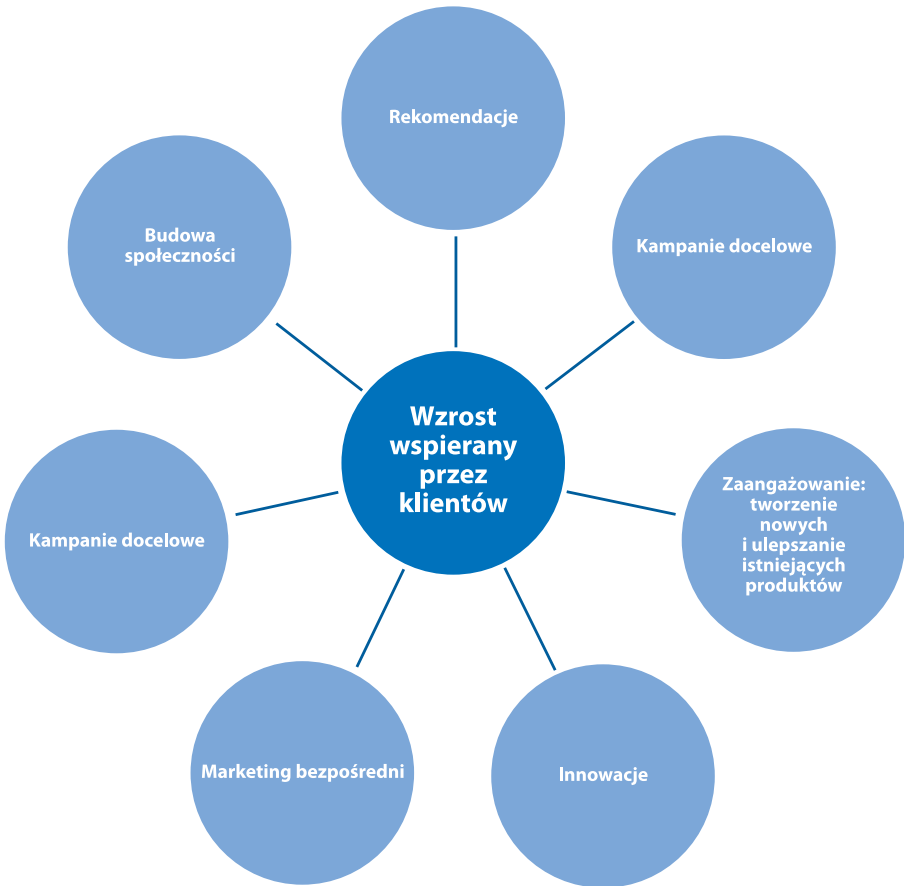 Rekomendacje
Budowa
społeczności
Kampanie docelowe
Wzrost
wspierany
przez
klientów
Zaangażowanie:
tworzenie
nowych
i ulepszanie
istniejących
produktów
Kampanie docelowe
Marketing bezpośredni
Innowacje